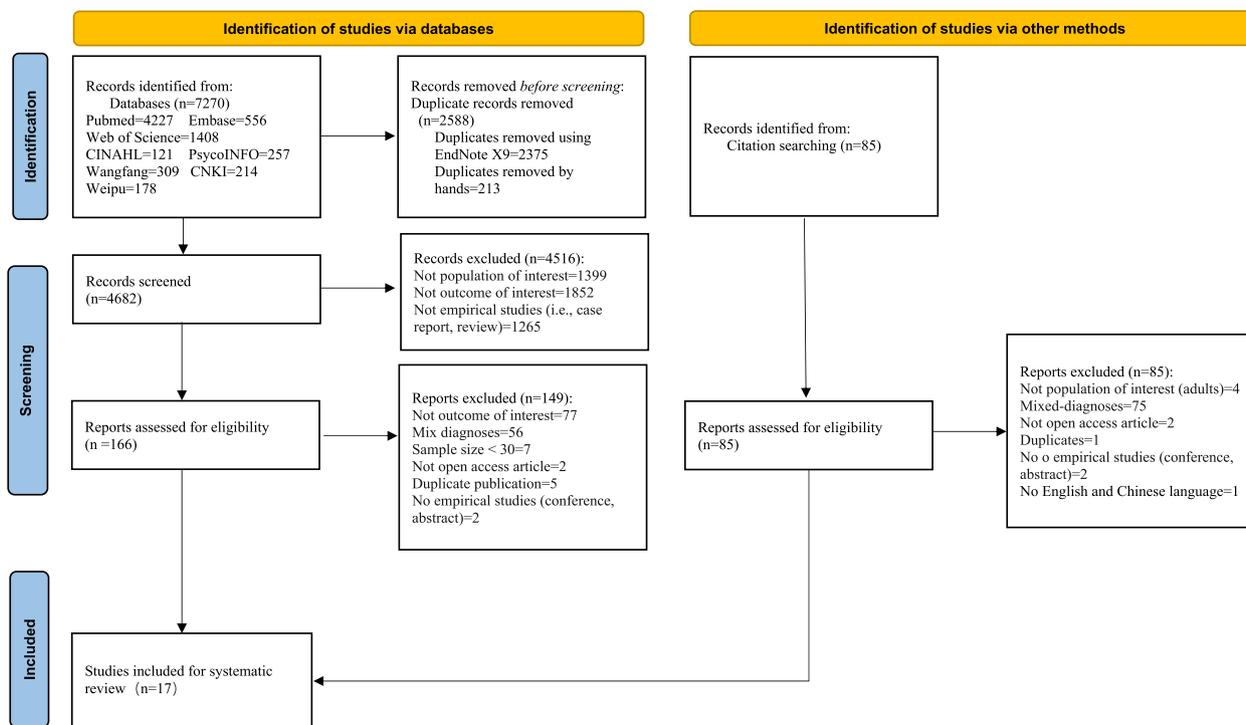 Identification of studies via databases
Identification of studies via other methods
Identification
Records identified from:
Databases (n=7270)
Pubmed=4227 Embase=556
Web of Science=1408
CINAHL=121 PsycoINFO=257
Wangfang=309 CNKI=214
Weipu=178
Records removed before screening:
Duplicate records removed
(n=2588)
Duplicates removed using
EndNote X9=2375
Duplicates removed by
hands=213
Records identified from:
Citation searching (n=85)
Screening
Records screened
(n=4682)
Records excluded (n=4516):
Not population of interest=1399
Not outcome of interest=1852
Not empirical studies (i.e., case
report, review)=1265
Reports assessed for eligibility
(n =166)
Reports excluded (n=149):
Not outcome of interest=77
Mix diagnoses=56
Sample size < 30=7
Not open access article=2
Duplicate publication=5
No empirical studies (conference,
abstract)=2
Reports assessed for eligibility
(n=85)
Reports excluded (n=85):
Not population of interest (adults)=4
Mixed-diagnoses=75
Not open access article=2
Duplicates=1
No o empirical studies (conference,
abstract)=2
No English and Chinese language=1
Included
Studies included for systematic
review（n=17）